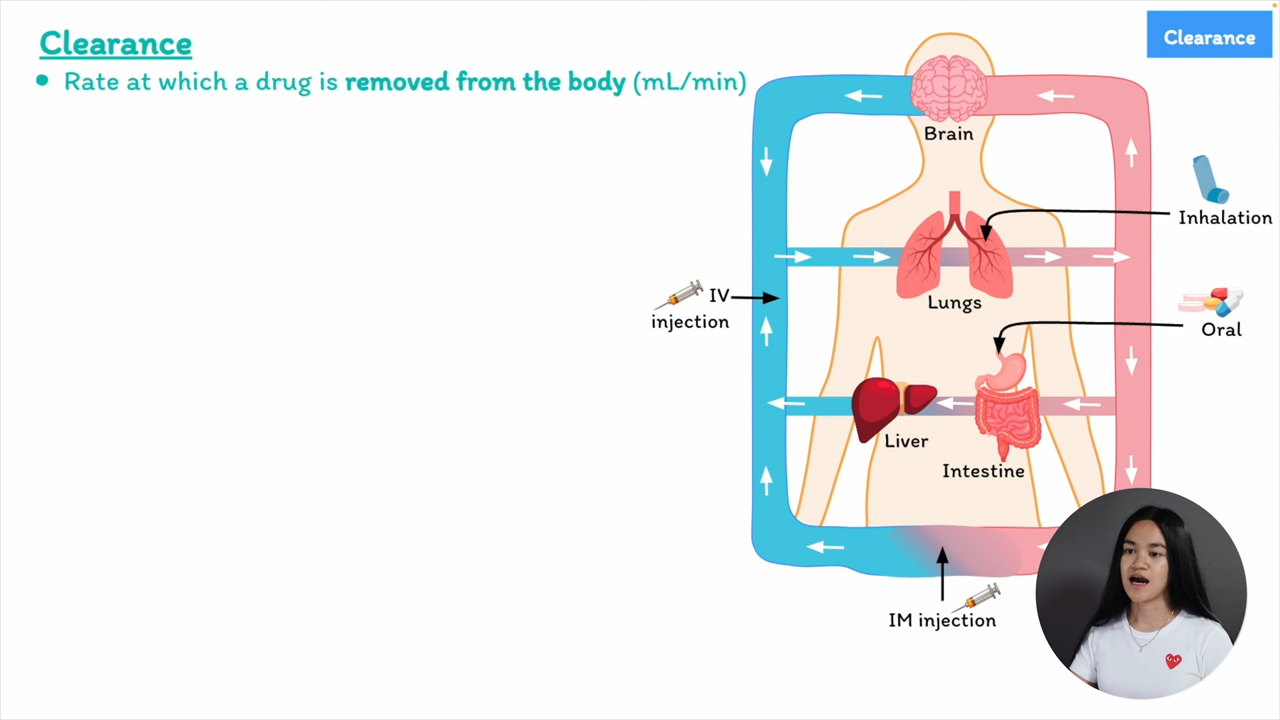 Clearance
Clearance
• Rate at which a drug is removed from the body (mL/min)
Brain
Inhalation
Lungs
IV
injection
Oral
Liver
Intestine
IM injection